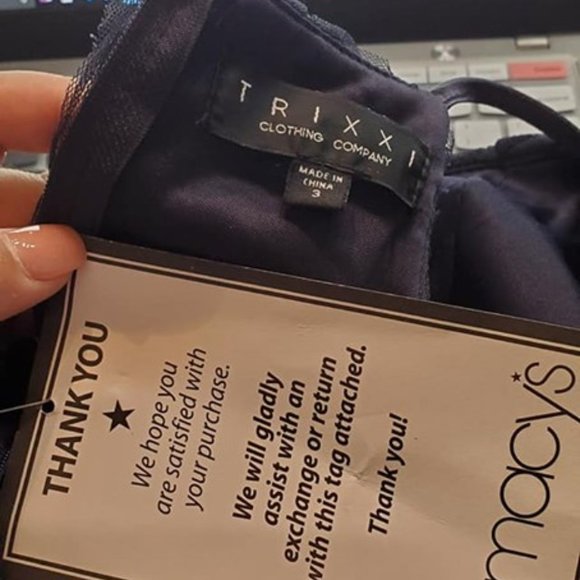 TRIXXI
CLOTHING COMPANY
MADE IN
CHINA
3
THANK YOU
We hope you
are satisfied with
your purchase.
We will gladly
assist with an
exchange or return
with this tag attached.
Thank you!
macy's